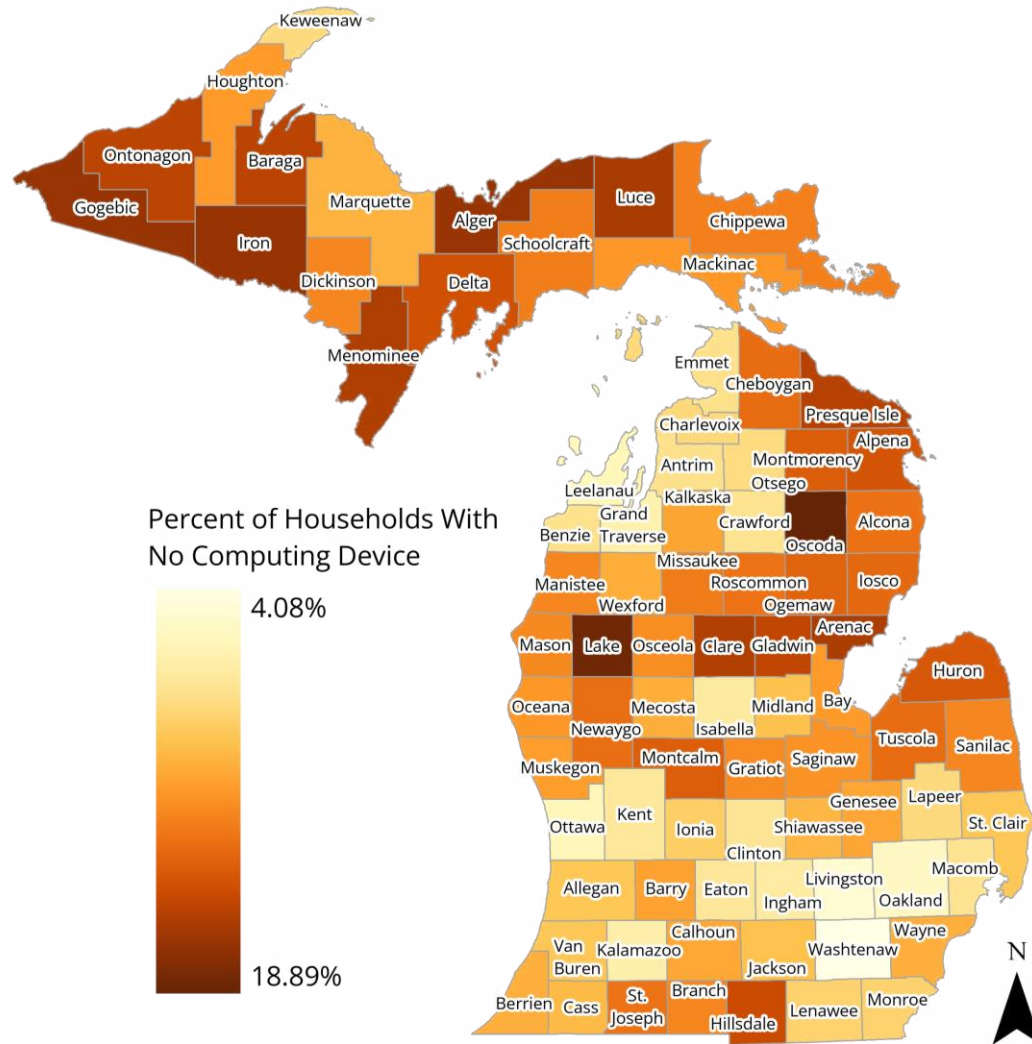 Keweenaw
Houghton
Ontonagon
Baraga
Gogebic
Marquette
Alger
Luce
Iron
Schoolcraft
Chippewa
Mackinac
Dickinson
Delta
Menominee
Emmet
Cheboygan
Presque Isle
Charlevoix
Alpena
Antrim
Montmorency
Otsego
Leelanau
Kalkaska
Grand
Traverse
Benzie
Crawford
Oscoda
Alcona
Missaukee
Manistee
Roscommon
Iosco
Wexford
Ogemaw
Arenac
Mason
Lake
Osceola
Clare
Gladwin
Huron
Oceana
Mecosta
Midland
Bay
Newaygo
Isabella
Tuscola
Sanilac
Montcalm
Saginaw
Muskegon
Gratiot
Lapeer
Genesee
Kent
Ottawa
Ionia
Shiawassee
St. Clair
Clinton
Macomb
Livingston
Allegan
Barry
Eaton
Ingham
Oakland
Calhoun
Wayne
Van
Buren
Kalamazoo
Washtenaw
Jackson
Berrien
Cass
St.
Joseph
Branch
Hillsdale
Lenawee
Monroe
Percent of Households With
No Computing Device
4.08%
18.89%
N